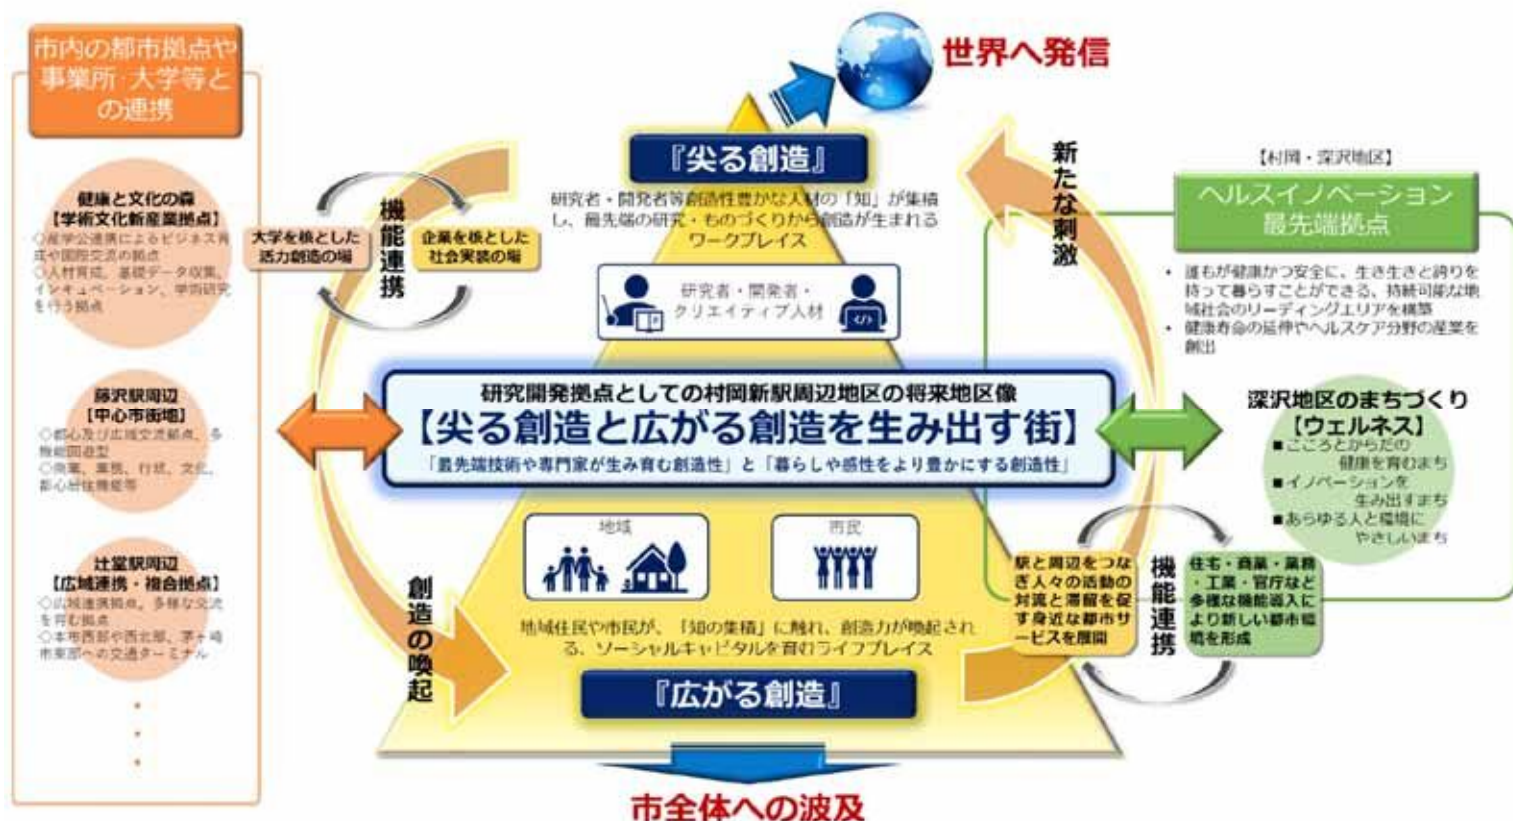 市内の都市拠点や
事業所・大学等と
の連携
健康と文化の森
【学術文化新産業拠点】
◇産学公連携によるビジネス育
成や国際交流の拠点
◇人材育成、基礎データ収集、
インキュベーション、学術研究
を行う拠点
藤沢駅周辺
【中心市街地】
◇都心及び広域交流拠点、多
機能回遊型
◇商業、業務、行政、文化、
都心居住機能等
辻堂駅周辺
【広域連携・複合拠点】
◇広域連携拠点。多様な交流
を育む拠点
◇本市西部や西北部、茅ヶ崎
市東部への交通ターミナル
大学を核とした
活力創造の場
機能連携
企業を核とした
社会実装の場
世界へ発信
『尖る創造』
研究者・開発者等創造性豊かな人材の「知」が集積
し、最先端の研究・ものづくりから創造が生まれる
ワークプレイス
研究者・開発者・
クリエイティブ人材
新たな刺激
研究開発拠点としての村岡新駅周辺地区の将来地区像
【尖る創造と広がる創造を生み出す街】
「最先端技術や専門家が生み育む創造性」と「暮らしや感性をより豊かにする創造性」
地域
市民
創造の喚起
地域住民や市民が、「知の集積」に触れ、創造力が喚起され
る、ソーシャルキャピタルを育むライフプレイス
『広がる創造』
市全体への波及
【村岡・深沢地区】
ヘルスイノベーション
最先端拠点
• 誰もが健康かつ安全に、生き生きと誇りを
持って暮らすことができる、持続可能な地
域社会のリーディングエリアを構築
• 健康寿命の延伸やヘルスケア分野の産業を
創出
深沢地区のまちづくり
【ウェルネス】
■こころとからだの
健康を育むまち
■イノベーションを
生み出すまち
■あらゆる人と環境に
やさしいまち
駅と周辺をつな
ぎ人々の活動の
対流と滞留を促
す身近な都市サ
ービスを展開
機能連携
住宅・商業・業務
・工業・官庁など
多様な機能導入に
より新しい都市環
境を形成